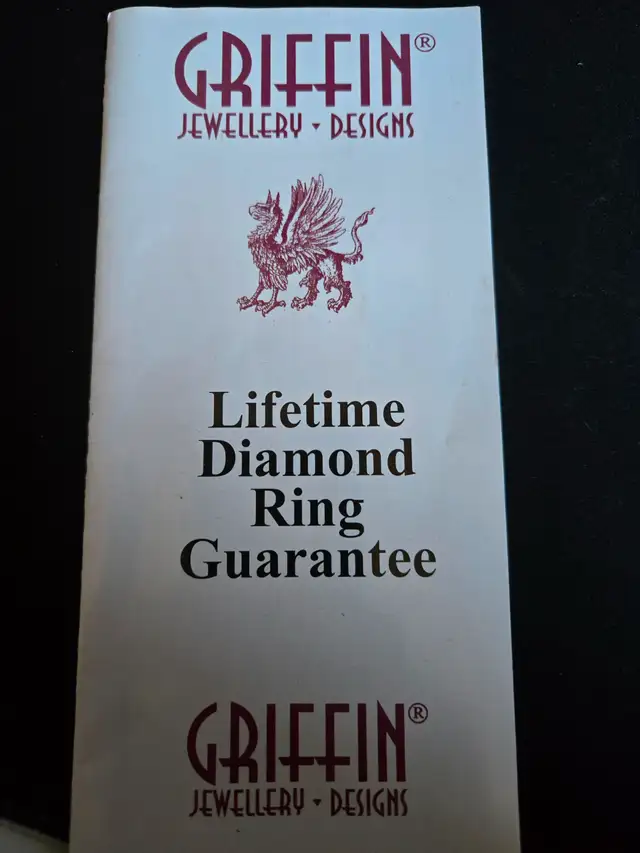 GRIFFIN®
JEWELLERY ▾ DESIGNS
Lifetime
Diamond
Ring
Guarantee
GRIFFIN®
JEWELLERY ▾ DESIGNS